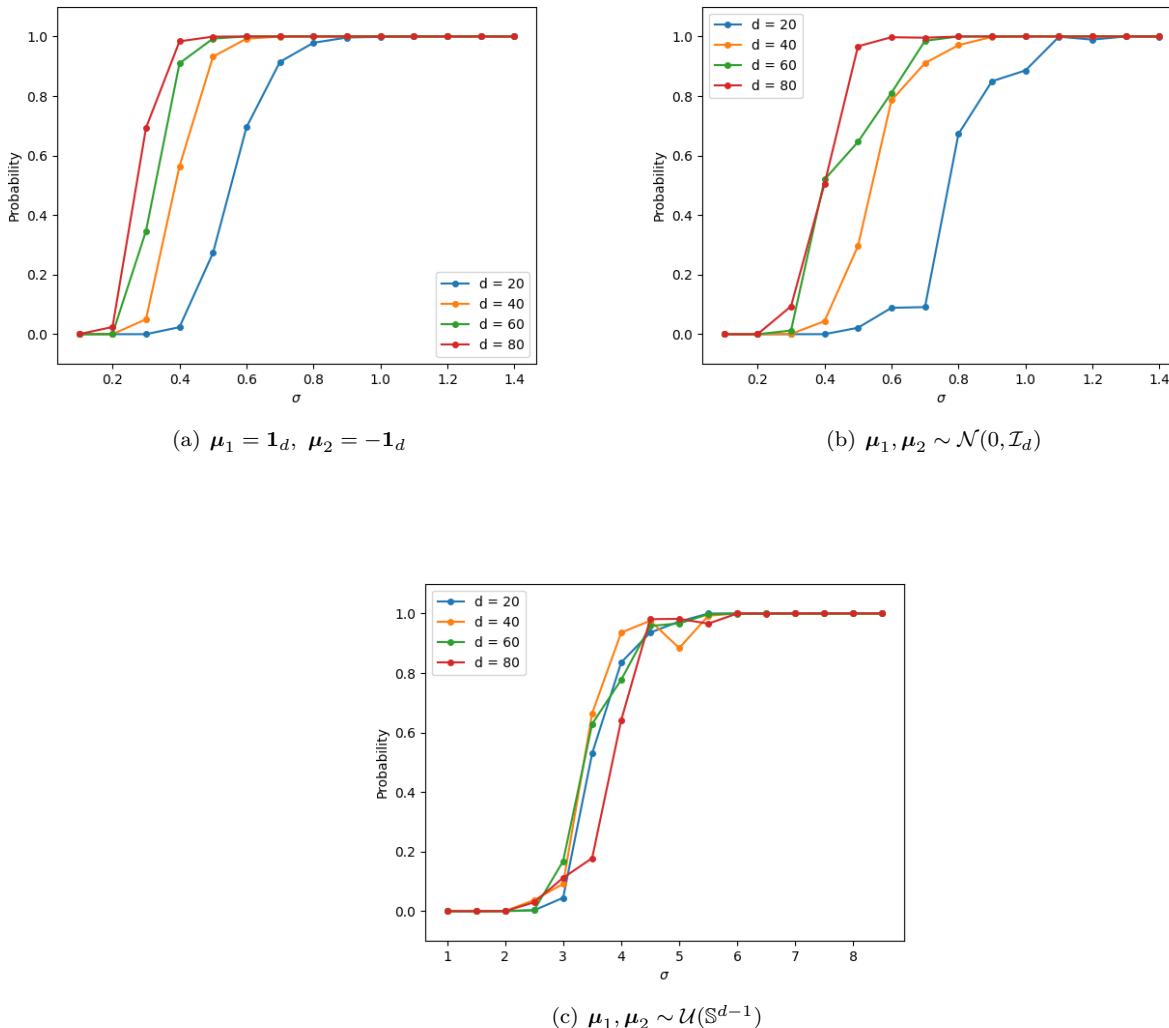 1.0
0.8
0.6
0.4
0.2
0.0
Probability
0.2 0.4 0.6 0.8 1.0 1.2 1.4
σ
d = 20
d = 40
d = 60
d = 80
(a) μ₁ = 1_d, μ₂ = −1_d
1.0
0.8
0.6
0.4
0.2
0.0
Probability
d = 20
d = 40
d = 60
d = 80
0.2 0.4 0.6 0.8 1.0 1.2 1.4
σ
(b) μ₁, μ₂ ∼ 𝒩(0, ℐ_d)
1.0
0.8
0.6
0.4
0.2
0.0
Probability
d = 20
d = 40
d = 60
d = 80
1 2 3 4 5 6 7 8
σ
(c) μ₁, μ₂ ∼ 𝒰(𝕊^{d−1})